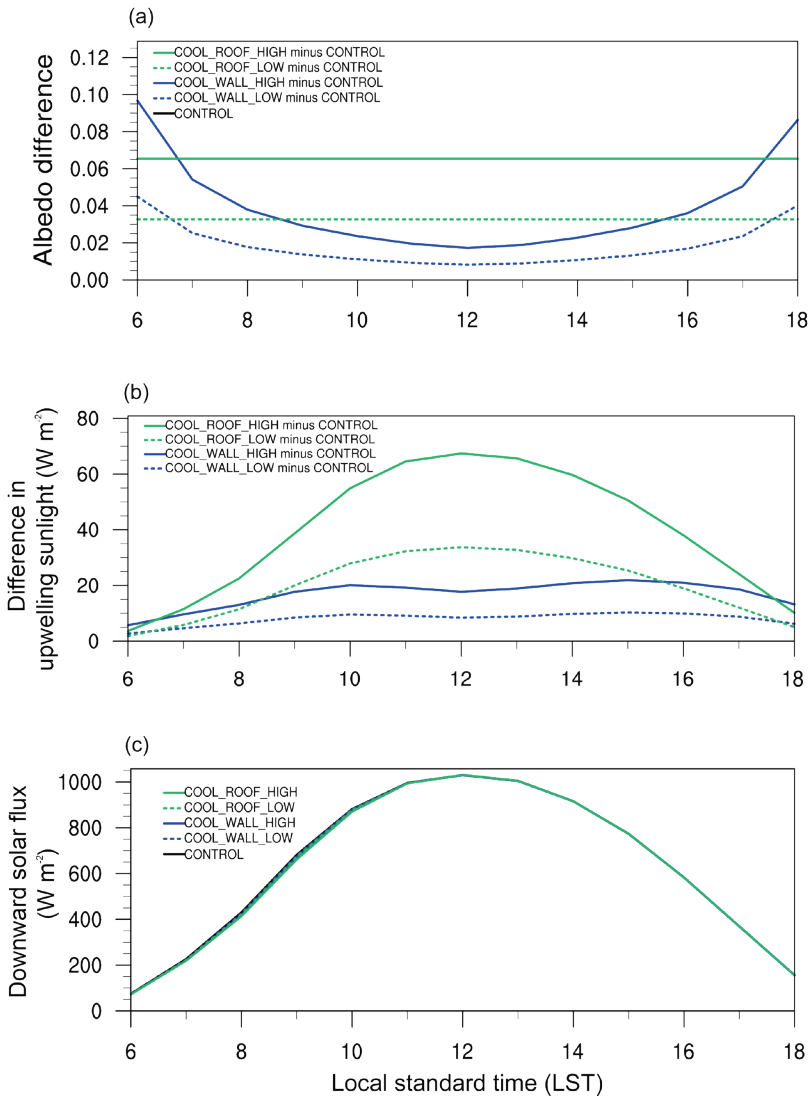 (a)
Albedo difference
0.12
0.10
0.08
0.06
0.04
0.02
0.00
COOL_ROOF_HIGH minus CONTROL
COOL_ROOF_LOW minus CONTROL
COOL_WALL_HIGH minus CONTROL
COOL_WALL_LOW minus CONTROL
CONTROL
6 8 10 12 14 16 18
(b)
Difference in
upwelling sunlight (W m-2)
80
60
40
20
0
COOL_ROOF_HIGH minus CONTROL
COOL_ROOF_LOW minus CONTROL
COOL_WALL_HIGH minus CONTROL
COOL_WALL_LOW minus CONTROL
6 8 10 12 14 16 18
(c)
Downward solar flux
(W m-2)
1000
800
600
400
200
0
COOL_ROOF_HIGH
COOL_ROOF_LOW
COOL_WALL_HIGH
COOL_WALL_LOW
CONTROL
6 8 10 12 14 16 18
Local standard time (LST)